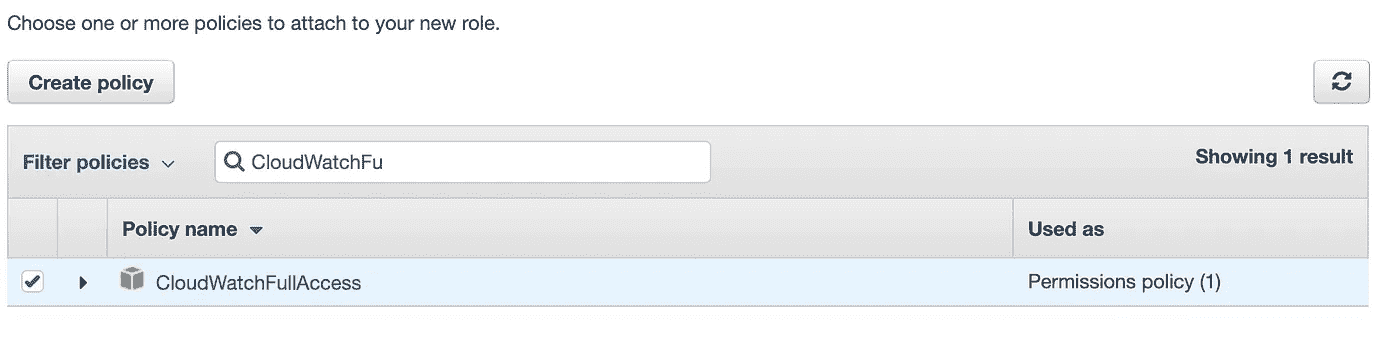 Choose one or more policies to attach to your new role.
Create policy
Filter policies
CloudWatchFu
Showing 1 result
Policy name
Used as
CloudWatchFullAccess
Permissions policy (1)